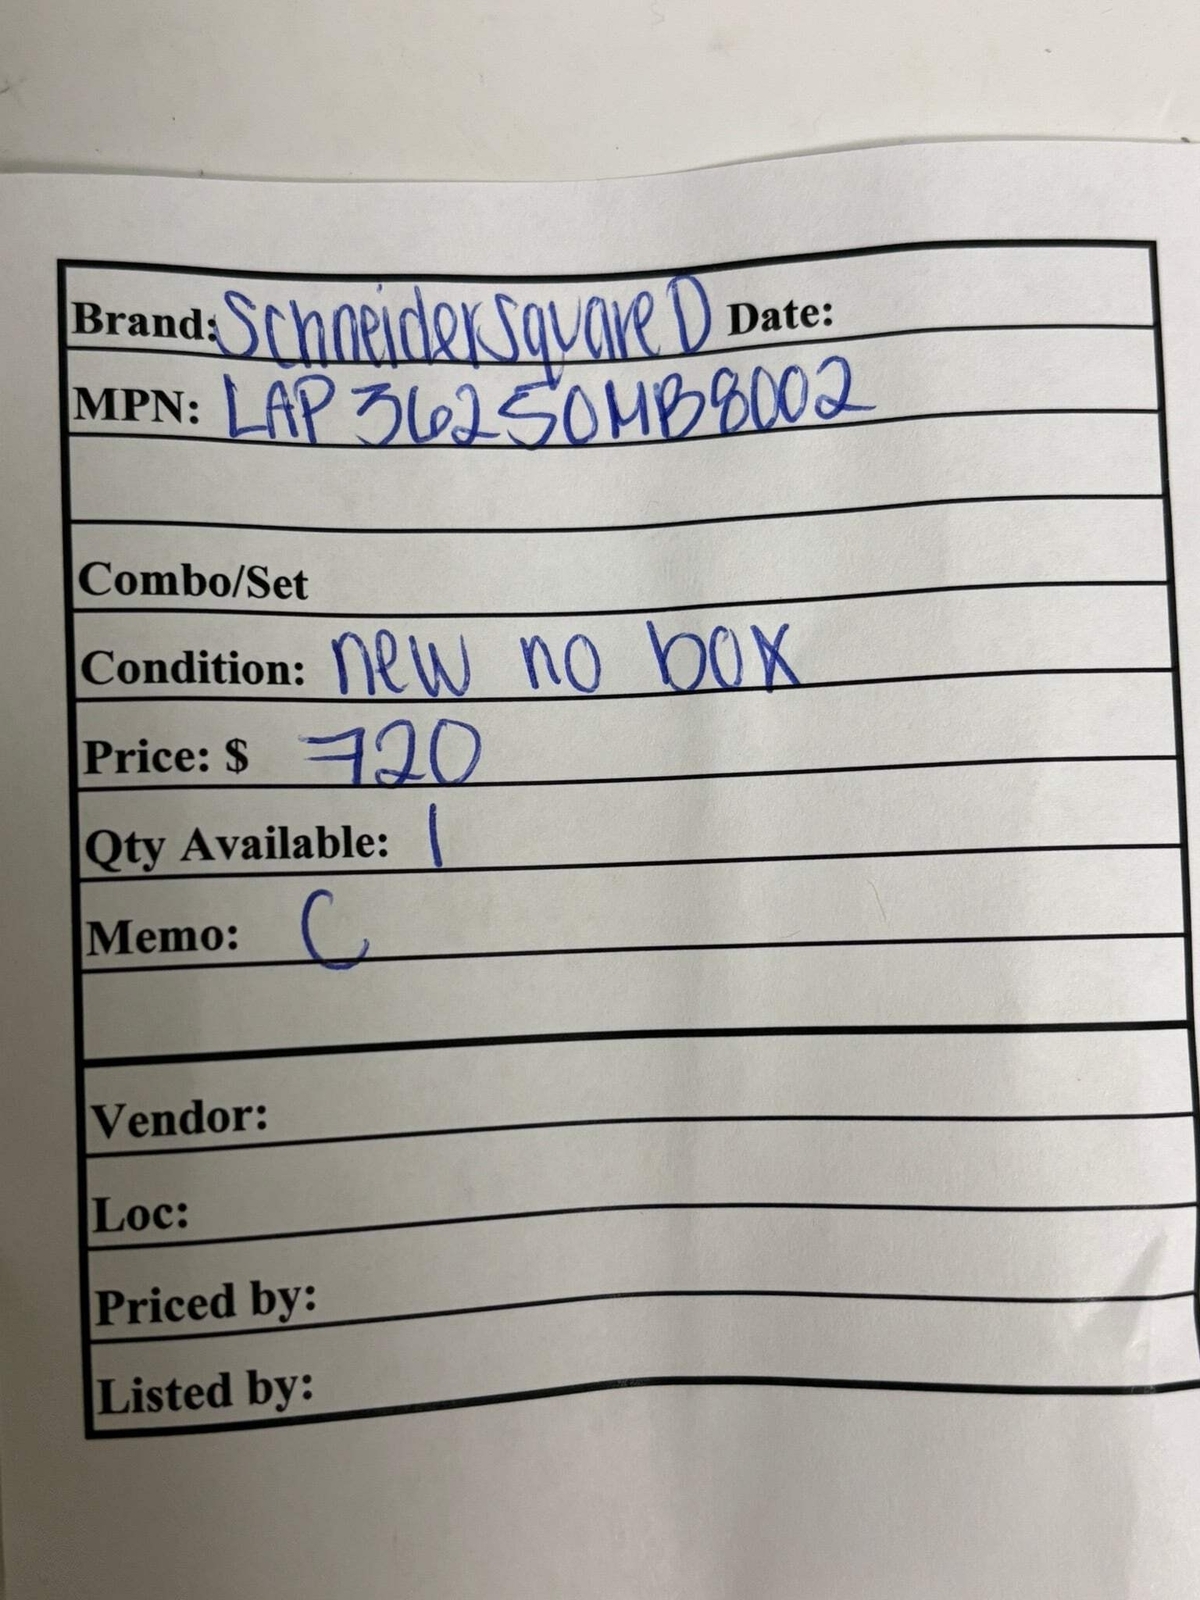 Brand: Schneider Square D Date:
MPN: LAP36250MB8002
Combo/Set
Condition: new no box
Price: $ 720
Qty Available: 1
Memo: C
Vendor:
Loc:
Priced by:
Listed by: